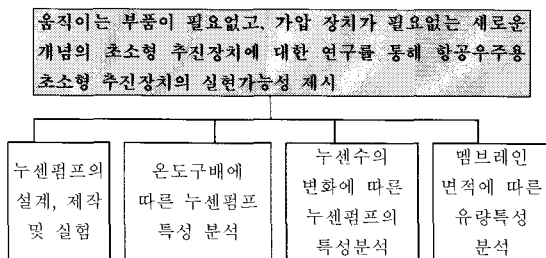 움직이는 부품이 필요없고, 가압 장치가 필요없는 새로운
개념의 초소형 추진장치에 대한 연구를 통해 항공우주용
초소형 추진장치의 실현가능성 제시
누센펌프의
설계, 제작
및 실험
온도구배에
따른 누센펌프
특성 분석
누센수의
변화에 따른
누센펌프의
특성분석
멤브레인
면적에 따른
유량특성
분석